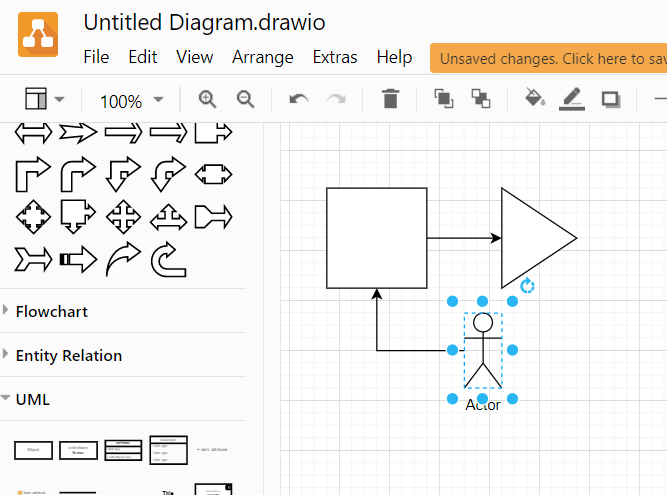 Untitled Diagram.drawio
File Edit View Arrange Extras Help
Unsaved changes. Click here to sav
100%
Flowchart
Entity Relation
UML
Actor
Title